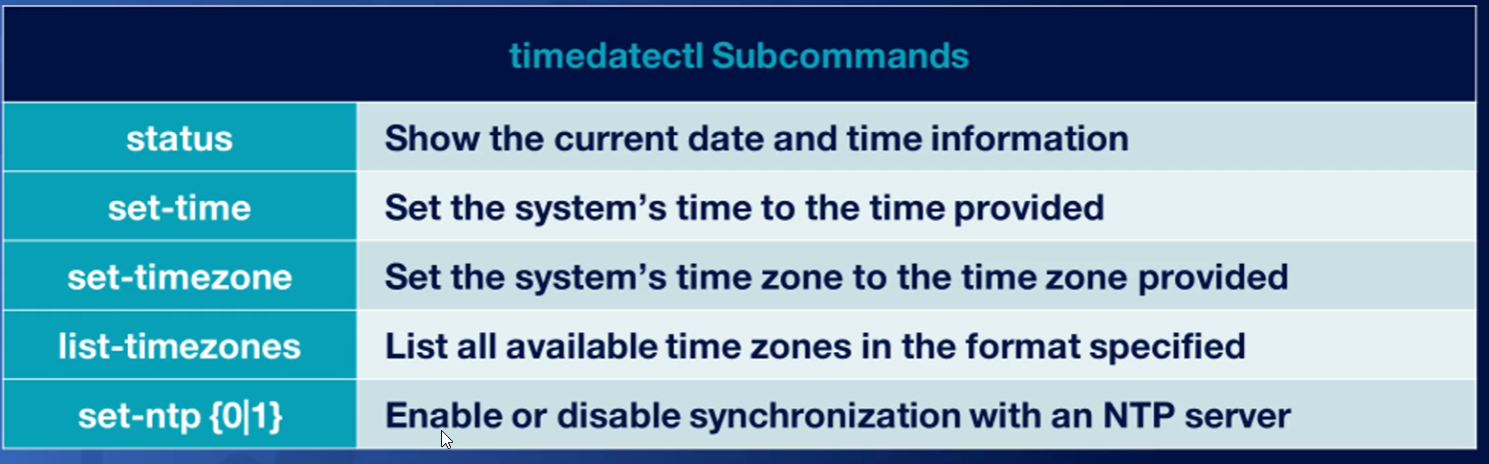 timedatectl Subcommands
status Show the current date and time information
set-time Set the system’s time to the time provided
set-timezone Set the system’s time zone to the time zone provided
list-timezones List all available time zones in the format specified
set-ntp {0|1} Enable or disable synchronization with an NTP server